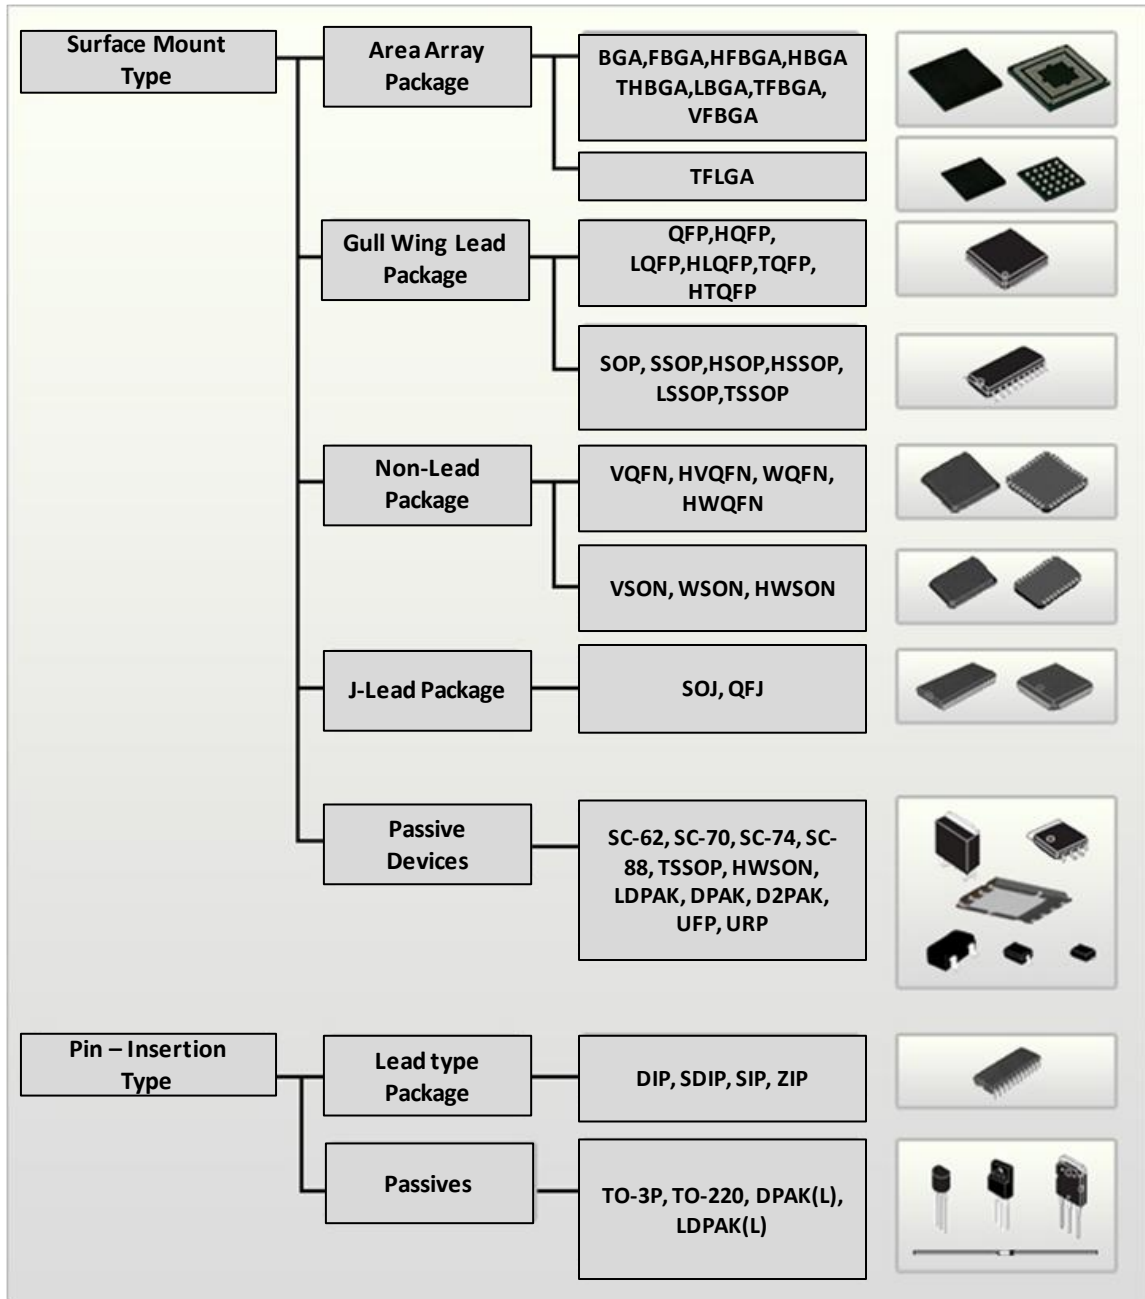 Surface Mount
Type
Area Array
Package
BGA,FBGA,HFBGA,HBGA
THBGA,LBGA,TFBGA,
VFBGA
TFLGA
Gull Wing Lead
Package
QFP,HQFP,
LQFP,HLQFP,TQFP,
HTQFP
SOP, SSOP,HSOP,HSSOP,
LSSOP,TSSOP
Non-Lead
Package
VQFN, HVQFN, WQFN,
HWQFN
VSON, WSON, HWSON
J-Lead Package
SOJ, QFJ
Passive
Devices
SC-62, SC-70, SC-74, SC-
88, TSSOP, HWSON,
LDPAK, DPAK, D2PAK,
UFP, URP
Pin – Insertion
Type
Lead type
Package
DIP, SDIP, SIP, ZIP
Passives
TO-3P, TO-220, DPAK(L),
LDPAK(L)